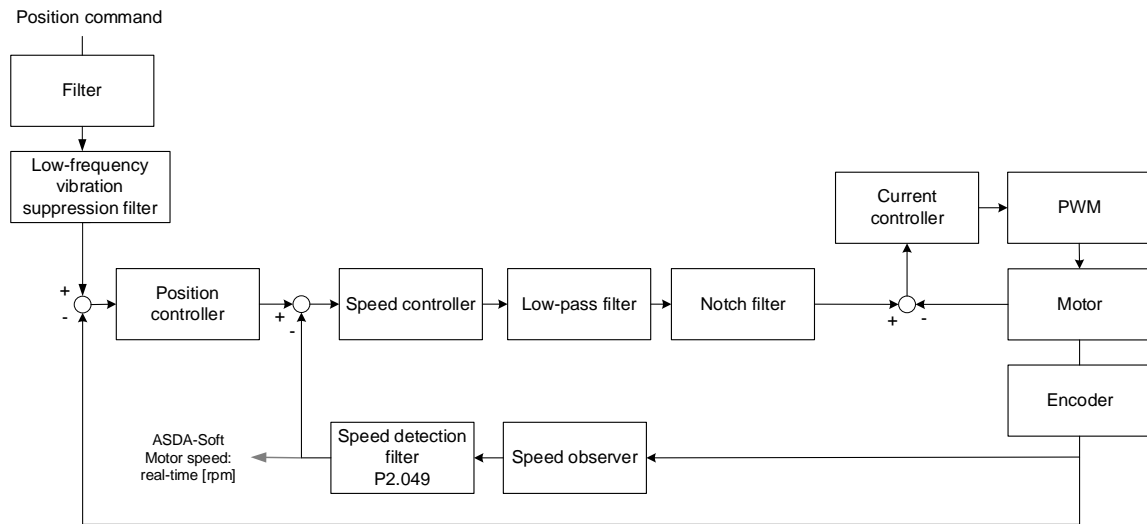 Position command
Filter
Low-frequency
vibration
suppression filter
Current
controller
PWM
+
-
Position
controller
+
-
Speed controller
Low-pass filter
Notch filter
+
-
Motor
Encoder
ASDA-Soft
Motor speed:
real-time [rpm]
Speed detection
filter
P2.049
Speed observer